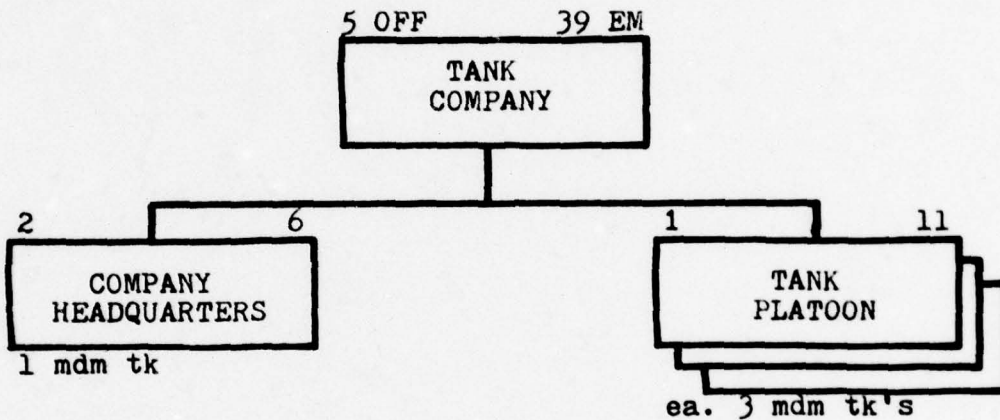 5 OFF 39 EM
TANK
COMPANY
2 6
COMPANY
HEADQUARTERS
1 mdm tk
1 11
TANK
PLATOON
ea. 3 mdm tk's